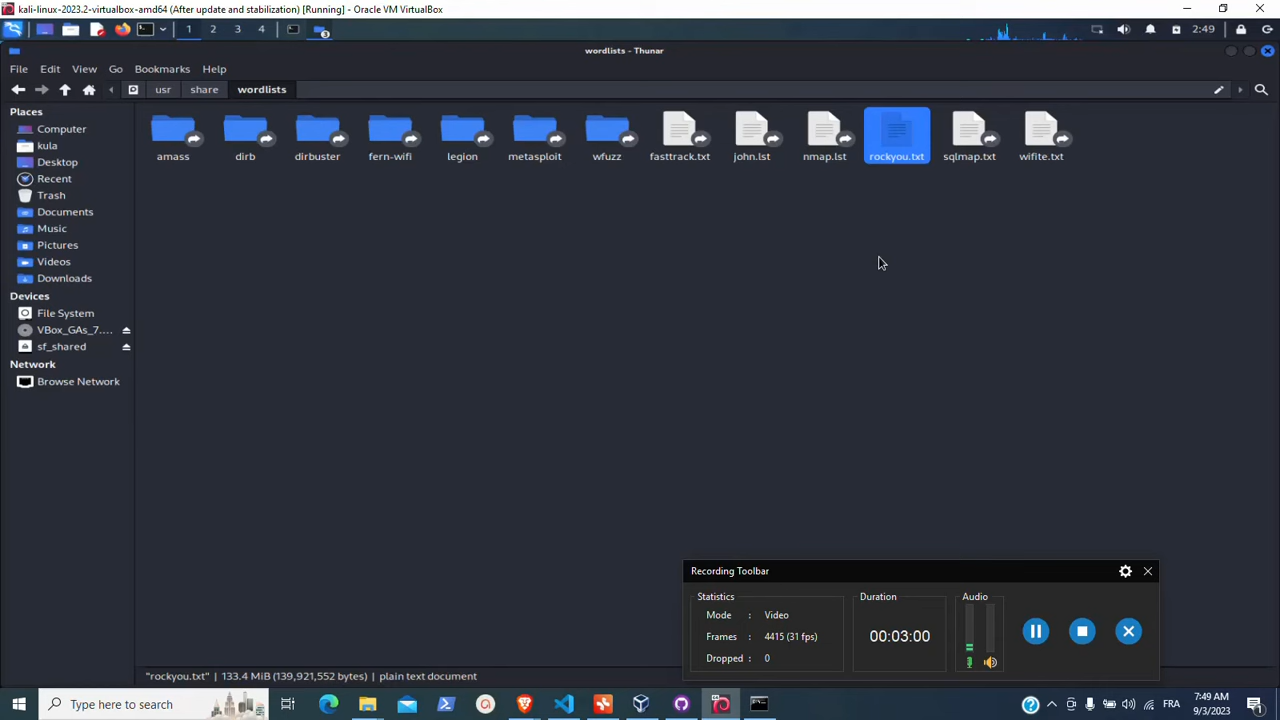 kali-linux-2023.2-virtualbox-amd64 (After update and stabilization) [Running] - Oracle VM VirtualBox
1 2 3 4 3 2:49
wordlists - Thunar
File Edit View Go Bookmarks Help
usr share wordlists
Places
Computer
kula
Desktop
Recent
Trash
Documents
Music
Pictures
Videos
Downloads
Devices
File System
VBox_GAs_7....
sf_shared
Network
Browse Network
amass dirb dirbuster fern-wifi legion metasploit wfuzz fasttrack.txt john.lst nmap.lst rockyou.txt sqlmap.txt wifite.txt
Recording Toolbar
Statistics Duration Audio
Mode : Video
Frames : 4415 (31 fps) 00:03:00
Dropped : 0
"rockyou.txt" | 133.4 MiB (139,921,552 bytes) | plain text document
Type here to search
FR
7:49 AM
9/3/2023
1